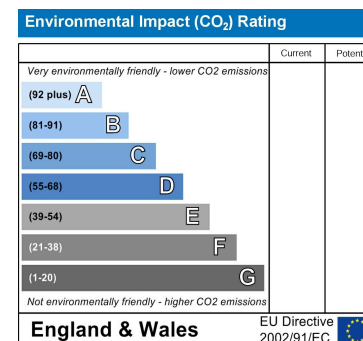 Environmental Impact (CO₂) Rating
Current Potent
Very environmentally friendly - lower CO2 emissions
(92 plus) A
(81-91) B
(69-80) C
(55-68) D
(39-54) E
(21-38) F
(1-20) G
Not environmentally friendly - higher CO2 emissions
England & Wales
EU Directive
2002/91/EC